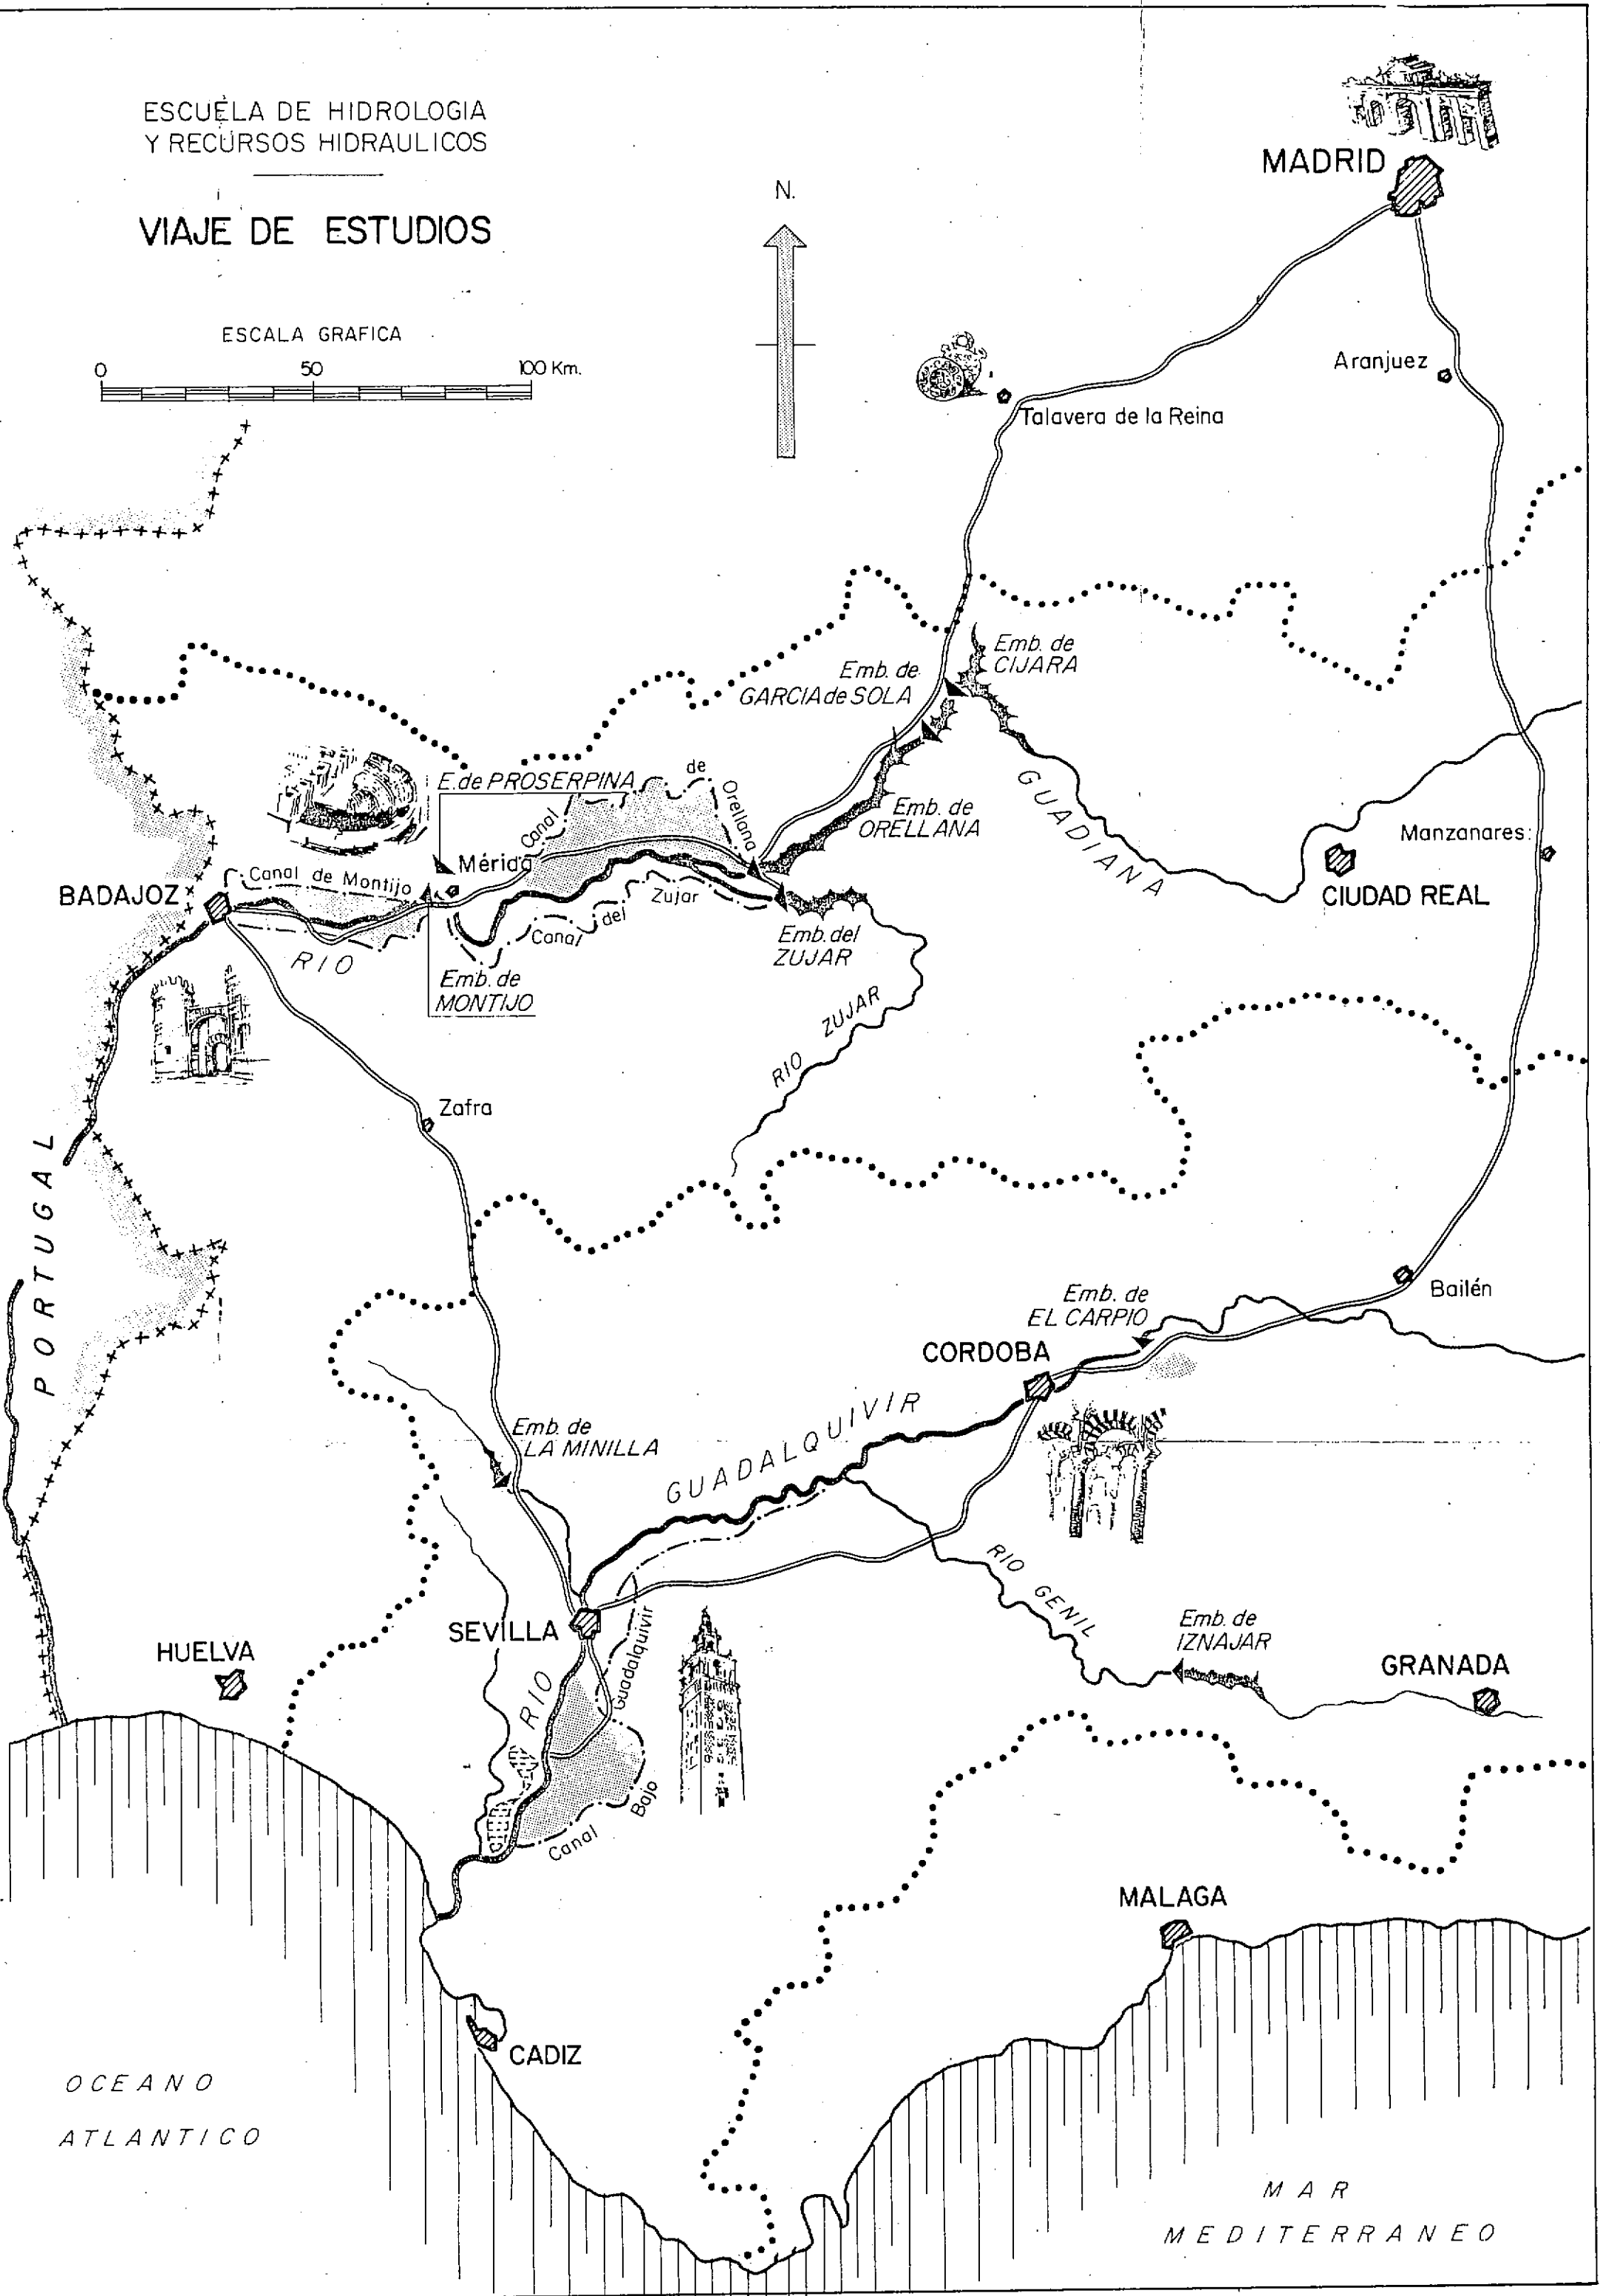 ESCUELA DE HIDROLOGIA
Y RECURSOS HIDRAULICOS
VIAJE DE ESTUDIOS
ESCALA GRAFICA
0 50 100 Km.
N.
MADRID
Aranjuez
Talavera de la Reina
Emb. de
CIJARA
Emb. de
GARCIA de SOLA
E. de PROSERPINA
Canal
de
Orellana
Emb. de
ORELLANA
GUADIANA
Manzanares
CIUDAD REAL
Mérida
Canal de Montijo
BADAJOZ
RIO
Canal
del
Zujar
Emb. del
ZUJAR
Emb. de
MONTIJO
RIO ZUJAR
Zafra
PORTUGAL
Bailén
Emb. de
EL CARPIO
CORDOBA
GUADALQUIVIR
Emb. de
LA MINILLA
RIO GENIL
SEVILLA
Emb. de
IZNAJAR
GRANADA
HUELVA
RIO
Guadalquivir
Bajo
Canal
MALAGA
CADIZ
OCEANO
ATLANTICO
MAR
MEDITERRANEO